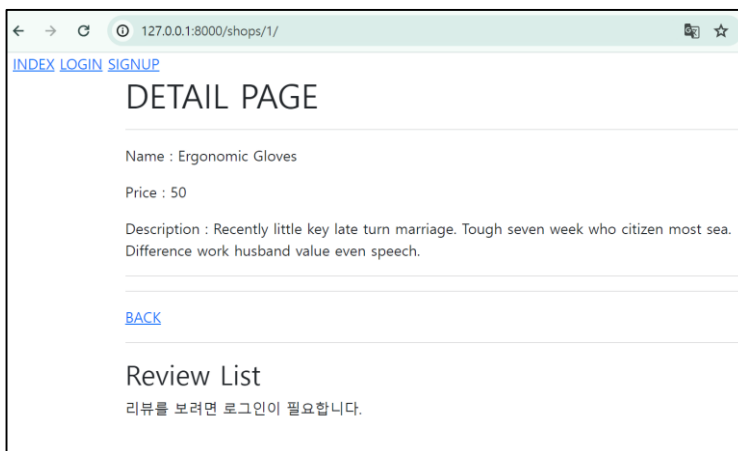 127.0.0.1:8000/shops/1/
INDEX LOGIN SIGNUP
DETAIL PAGE
Name : Ergonomic Gloves
Price : 50
Description : Recently little key late turn marriage. Tough seven week who citizen most sea.
Difference work husband value even speech.
BACK
Review List
리뷰를 보려면 로그인이 필요합니다.